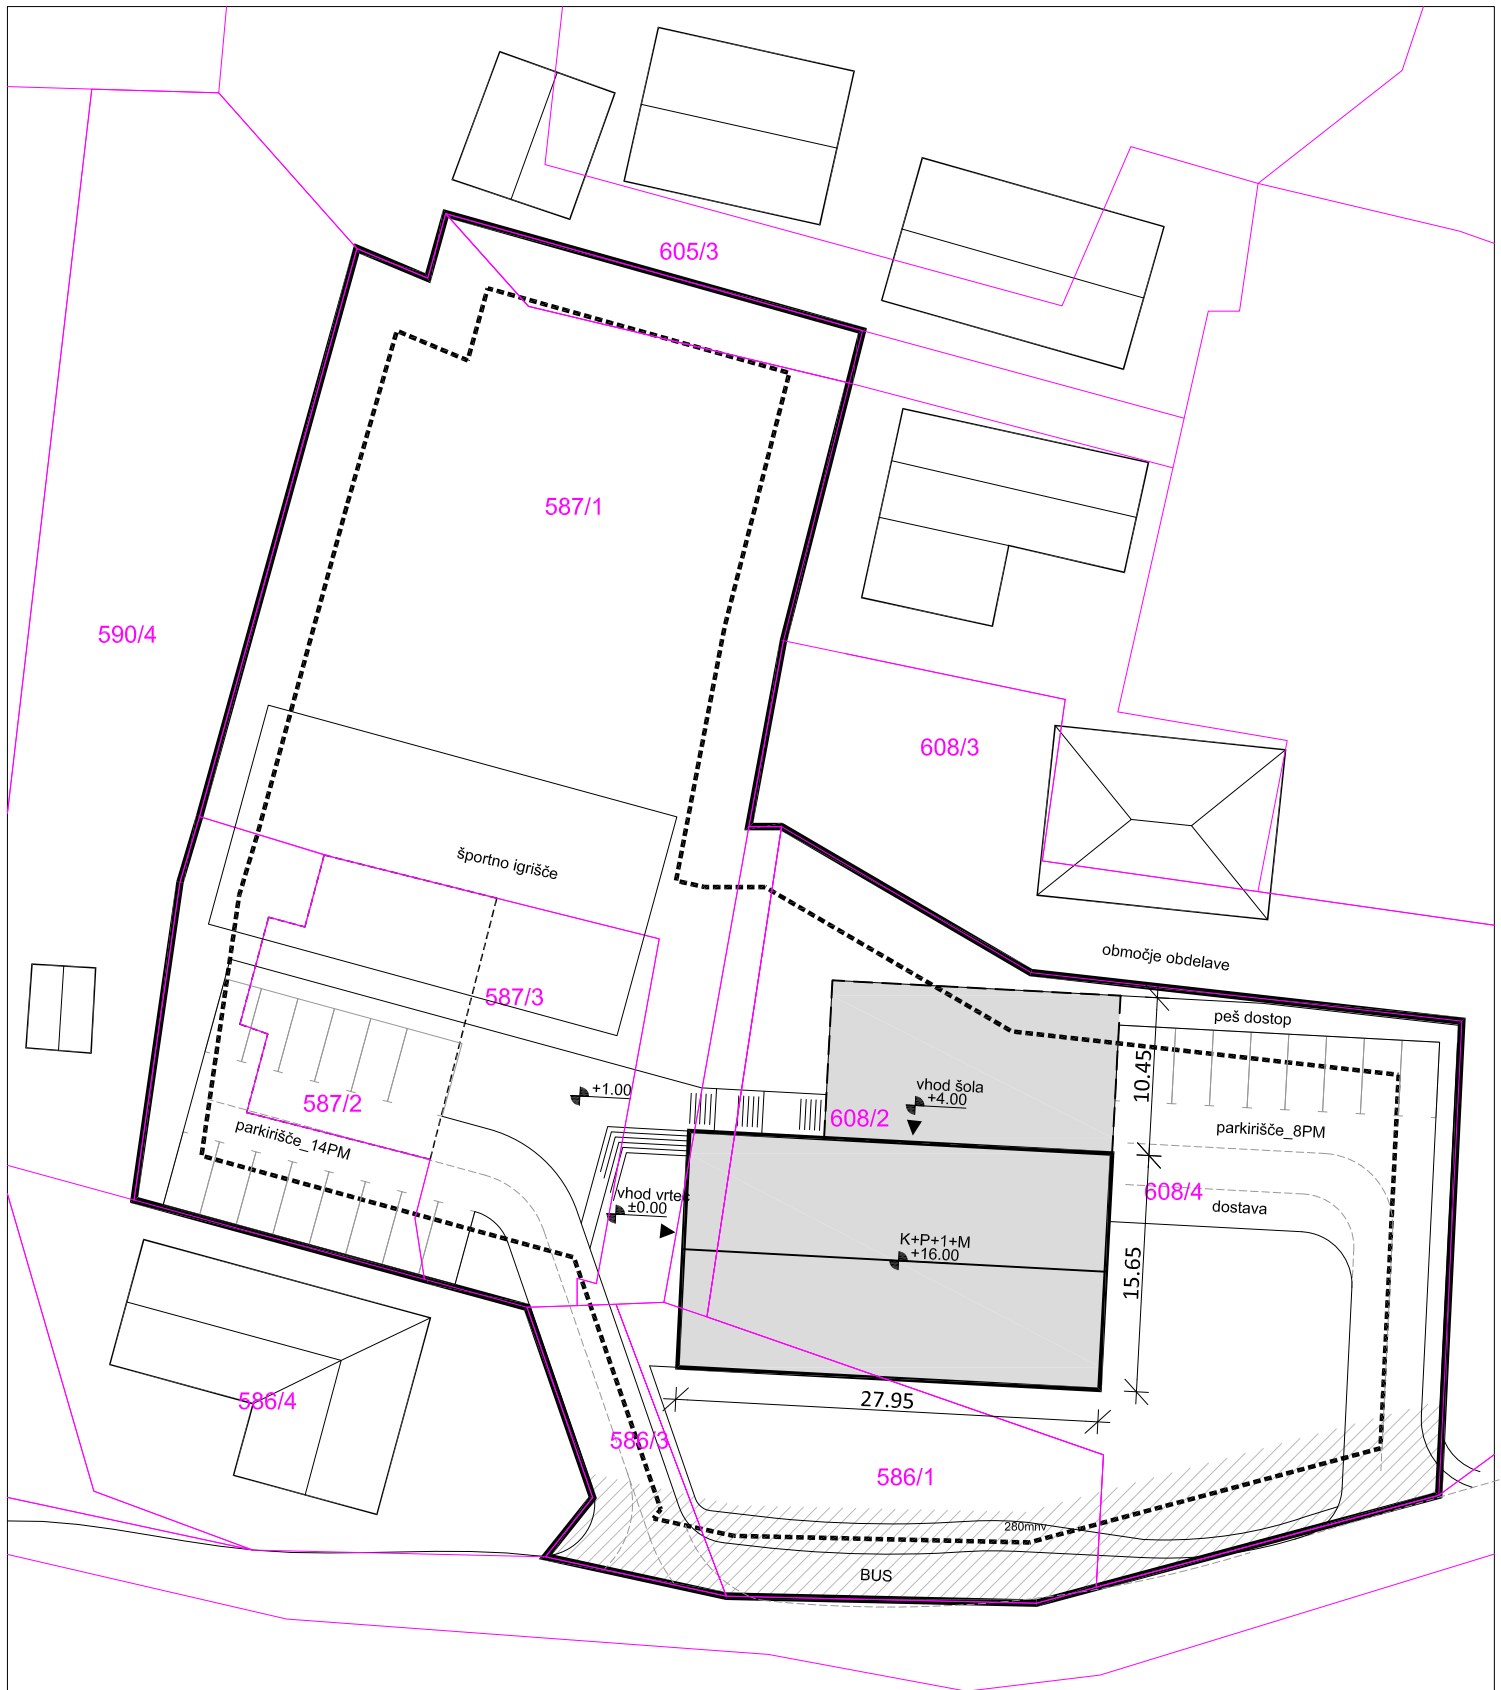 605/3
587/1
590/4
608/3
športno igrišče
območje obdelave
587/3
peš dostop
10.45
+1.00
vhod šola
+4.00
587/2
608/2
parkirišče_14PM
parkirišče_8PM
vhod vrtec
±0.00
608/4
dostava
K+P+1+M
+16.00
15.65
27.95
586/4
586/3
586/1
280mnv
BUS